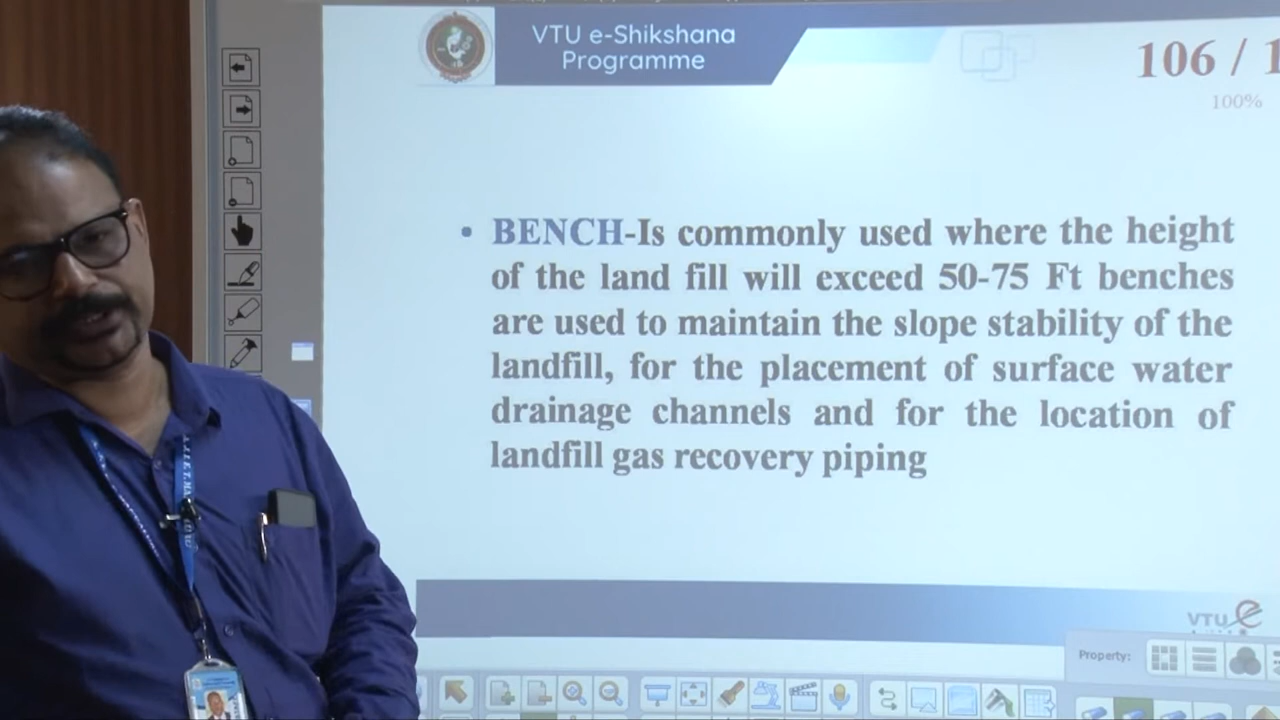 VTU e-Shikshana
Programme
106 / 1
100%
• BENCH-Is commonly used where the height
of the land fill will exceed 50-75 Ft benches
are used to maintain the slope stability of the
landfill, for the placement of surface water
drainage channels and for the location of
landfill gas recovery piping
VTU e
Property: